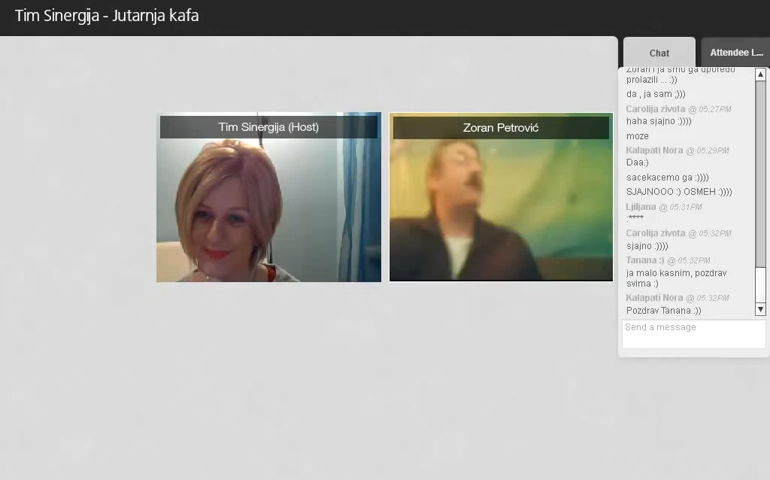 Tim Sinergija - Jutarnja kafa
Tim Sinergija (Host)
Zoran Petrović
Chat
Attendee L...
Zoran i ja smo ga uporedo
prolazili ... :))
da , ja sam ;)))
Carolija zivota @ 05:27PM
haha sjajno :))))
moze
Kalapati Nora @ 05:29PM
Daa:)
sacekacemo ga :))))
SJAJNOOO :) OSMEH :))))
Ljiljana @ 05:31PM
:****
Carolija zivota @ 05:32PM
sjajno :))))
Tanana :) @ 05:32PM
ja malo kasnim, pozdrav
svima :)
Kalapati Nora @ 05:32PM
Pozdrav Tanana :))
Send a message